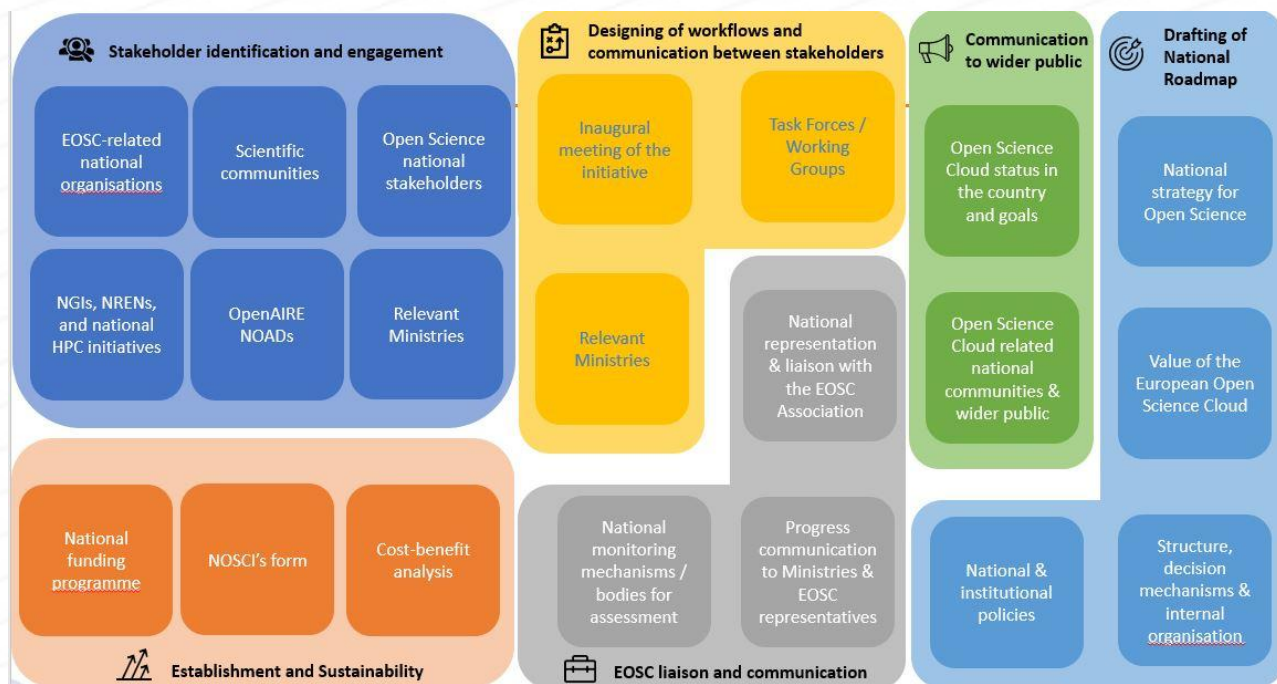 Stakeholder identification and engagement
EOSC-related
national
organisations
Scientific
communities
Open Science
national
stakeholders
NGIs, NRENs,
and national
HPC initiatives
OpenAIRE
NOADs
Relevant
Ministries
Designing of workflows and
communication between stakeholders
Inaugural
meeting of the
initiative
Task Forces /
Working
Groups
Relevant
Ministries
Communication
to wider public
Open Science
Cloud status in
the country
and goals
Open Science
Cloud related
national
communities &
wider public
Drafting of
National
Roadmap
National
strategy for
Open Science
Value of the
European Open
Science Cloud
National &
institutional
policies
Structure,
decision
mechanisms &
internal
organisation
National
funding
programme
NOSCI's form
Cost-benefit
analysis
Establishment and Sustainability
National
representation
& liaison with
the EOSC
Association
National
monitoring
mechanisms /
bodies for
assessment
Progress
communication
to Ministries &
EOSC
representatives
EOSC liaison and communication